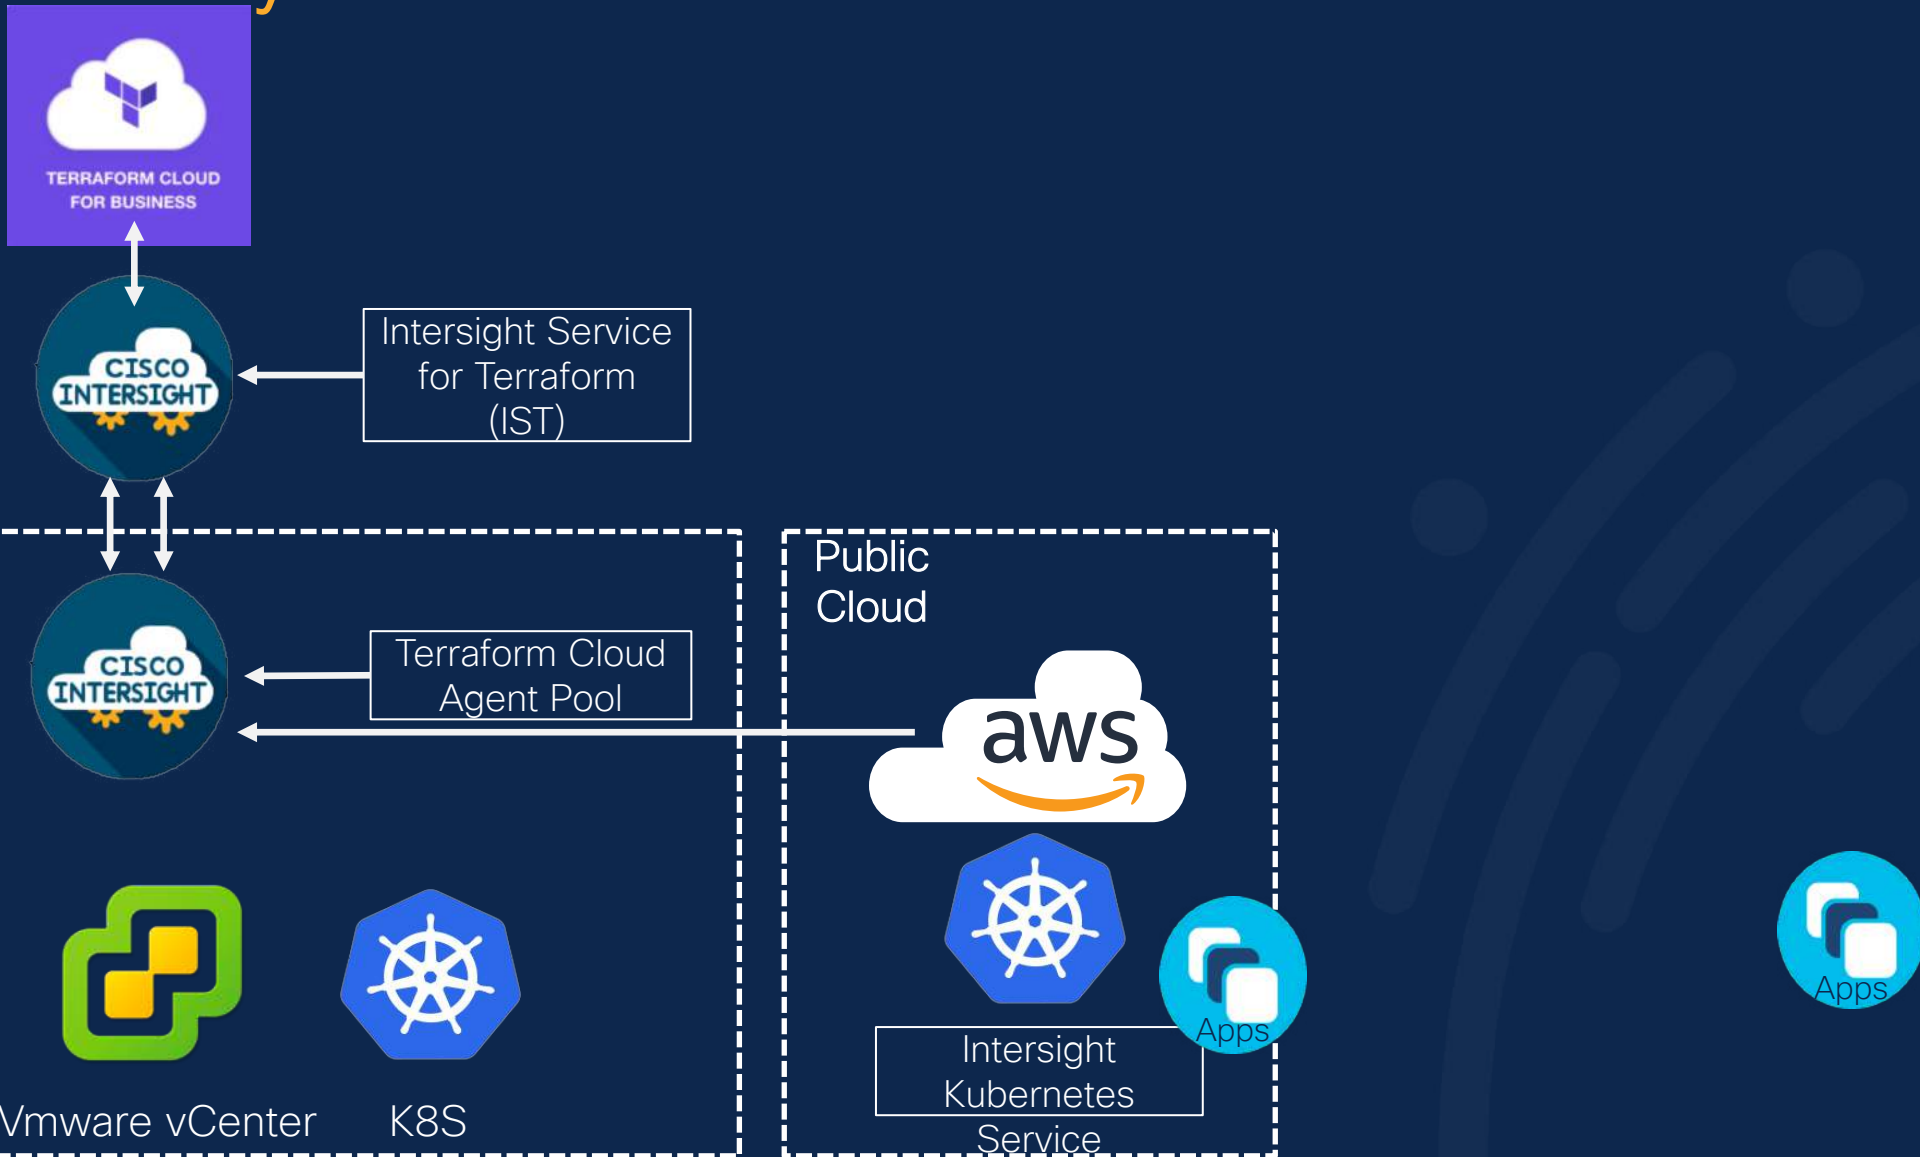 TERRAFORM CLOUD
FOR BUSINESS
CISCO
INTERSIGHT
Intersight Service
for Terraform
(IST)
CISCO
INTERSIGHT
Terraform Cloud
Agent Pool
Public
Cloud
aws
Apps
Apps
Intersight
Kubernetes
Service
Vmware vCenter
K8S